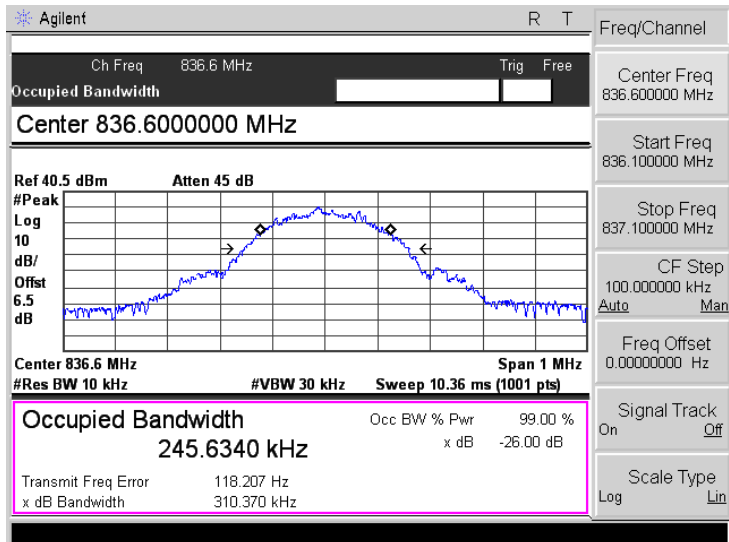 Agilent R T
Ch Freq 836.6 MHz Trig Free
Occupied Bandwidth
Center 836.6000000 MHz
Ref 40.5 dBm Atten 45 dB
#Peak
Log
10
dB/
Offst
6.5
dB
Center 836.6 MHz Span 1 MHz
#Res BW 10 kHz #VBW 30 kHz Sweep 10.36 ms (1001 pts)
Occupied Bandwidth Occ BW % Pwr 99.00 %
245.6340 kHz x dB -26.00 dB
Transmit Freq Error 118.207 Hz
x dB Bandwidth 310.370 kHz
Freq/Channel
Center Freq
836.600000 MHz
Start Freq
836.100000 MHz
Stop Freq
837.100000 MHz
CF Step
100.000000 kHz
Auto Man
Freq Offset
0.00000000 Hz
Signal Track
On Off
Scale Type
Log Lin